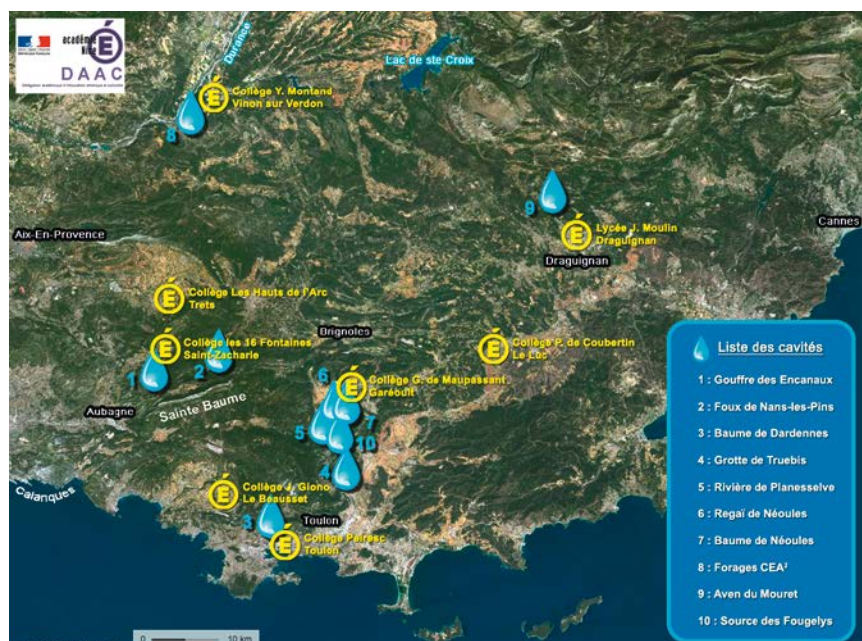 académie
Nice
DAAC
Durance
Lac de ste Croix
Collège Y. Montand
Vinon sur Verdon
8
9
Cannes
Lycée J. Moulin
Draguignan
Aix-En-Provence
Draguignan
Collège Les Hauts de l'Arc
Trets
Brignoles
Collège les 16 Fontaines
Saint-Zacharie
Collège P. de Coubertin
Le Luc
1
2
6
Collège G. de Maupassant
Garéoult
Aubagne
Sainte Baume
7
5
10
4
Calanques
Collège J. Giono
Le Beausset
3
Toulon
Collège Peiresc
Toulon
0 10 km
Liste des cavités
1 : Gouffre des Encanaux
2 : Foux de Nans-les-Pins
3 : Baume de Dardennes
4 : Grotte de Truebis
5 : Rivière de Planesselve
6 : Regaï de Néoules
7 : Baume de Néoules
8 : Forages CEA²
9 : Aven du Mouret
10 : Source des Fougelys